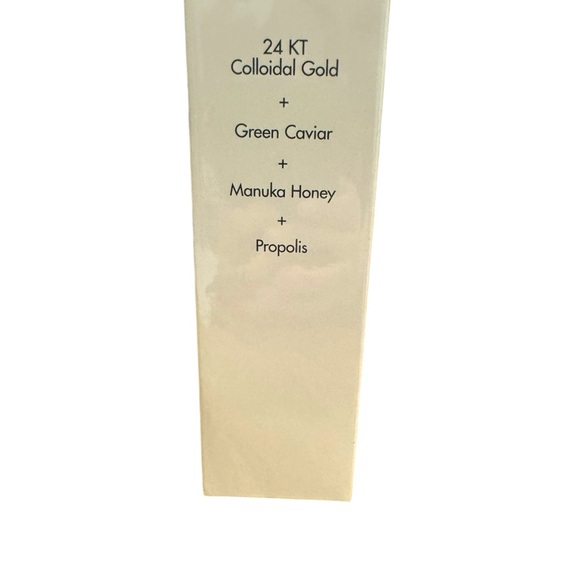 24 KT
Colloidal Gold
+
Green Caviar
+
Manuka Honey
+
Propolis